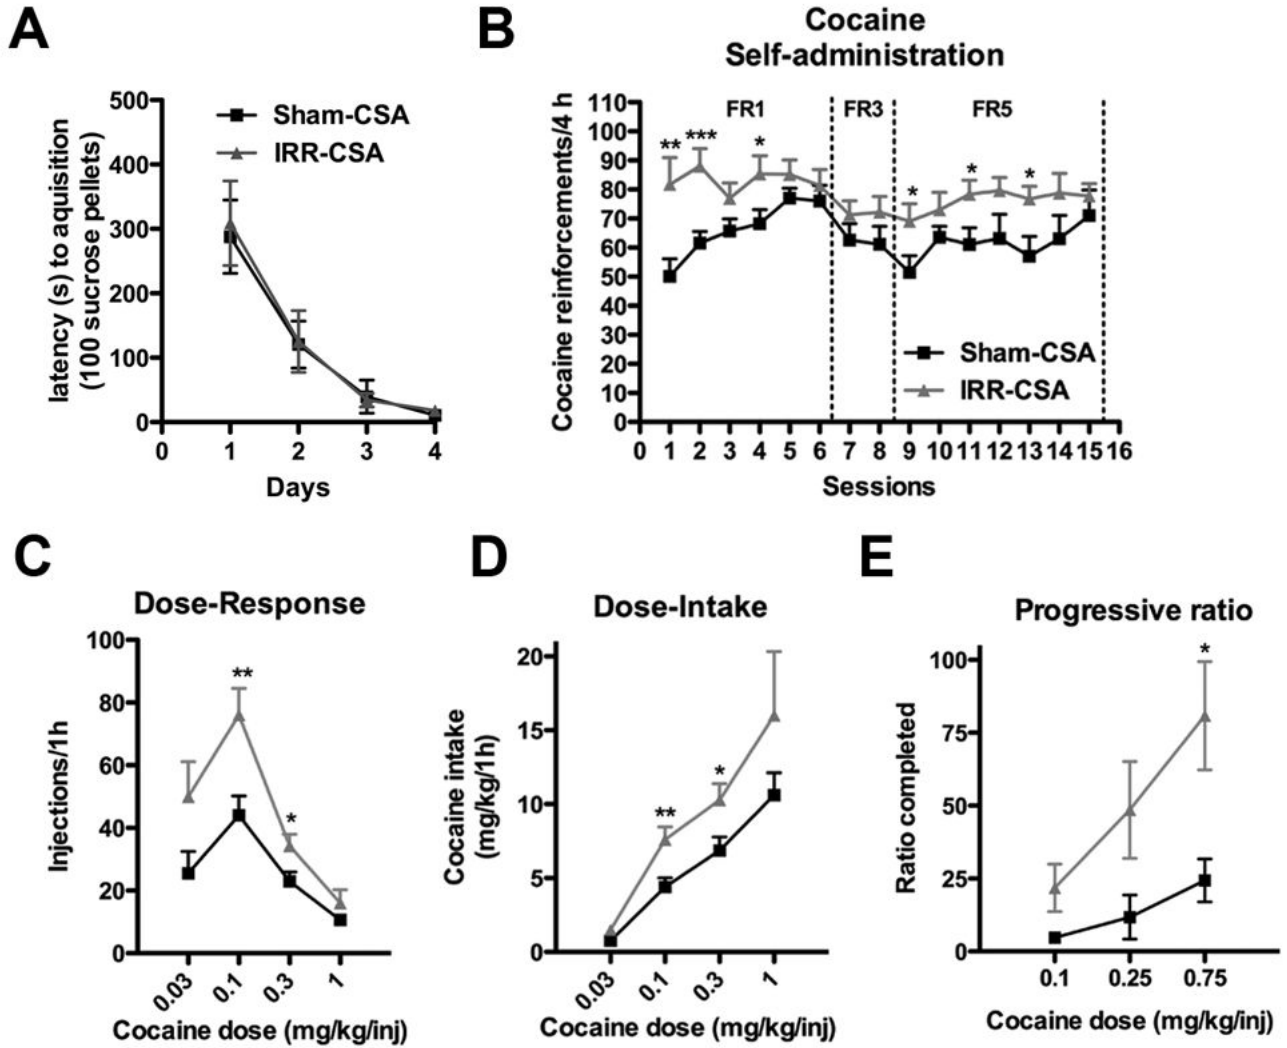 A
500
400
300
200
100
0
latency (s) to aquisition
(100 sucrose pellets)
Sham-CSA
IRR-CSA
0 1 2 3 4
Days
B
Cocaine
Self-administration
110
100
90
80
70
60
50
40
30
20
10
0
Cocaine reinforcements/4 h
FR1 FR3 FR5
** *** * * * *
Sham-CSA
IRR-CSA
0 1 2 3 4 5 6 7 8 9 10 11 12 13 14 15 16
Sessions
C
Dose-Response
100
80
60
40
20
0
Injections/1h
**
*
0.03 0.1 0.3 1
Cocaine dose (mg/kg/inj)
D
Dose-Intake
20
15
10
5
0
Cocaine intake
(mg/kg/1h)
**
*
0.03 0.1 0.3 1
Cocaine dose (mg/kg/inj)
E
Progressive ratio
100
75
50
25
0
Ratio completed
*
0.1 0.25 0.75
Cocaine dose (mg/kg/inj)